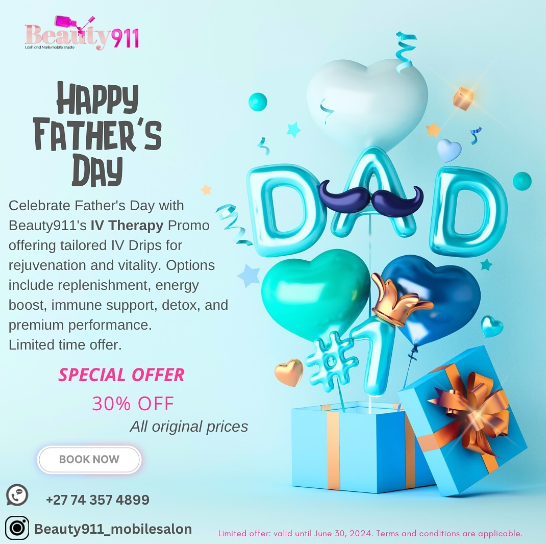 Beauty911
HAPPY
FATHER'S
DAY
DAD
#1
Celebrate Father's Day with
Beauty911's IV Therapy Promo
offering tailored IV Drips for
rejuvenation and vitality. Options
include replenishment, energy
boost, immune support, detox, and
premium performance.
Limited time offer.
SPECIAL OFFER
30% OFF
All original prices
BOOK NOW
+27 74 357 4899
Beauty911_mobilesalon
Limited offer: valid until June 30, 2024. Terms and conditions are applicable.